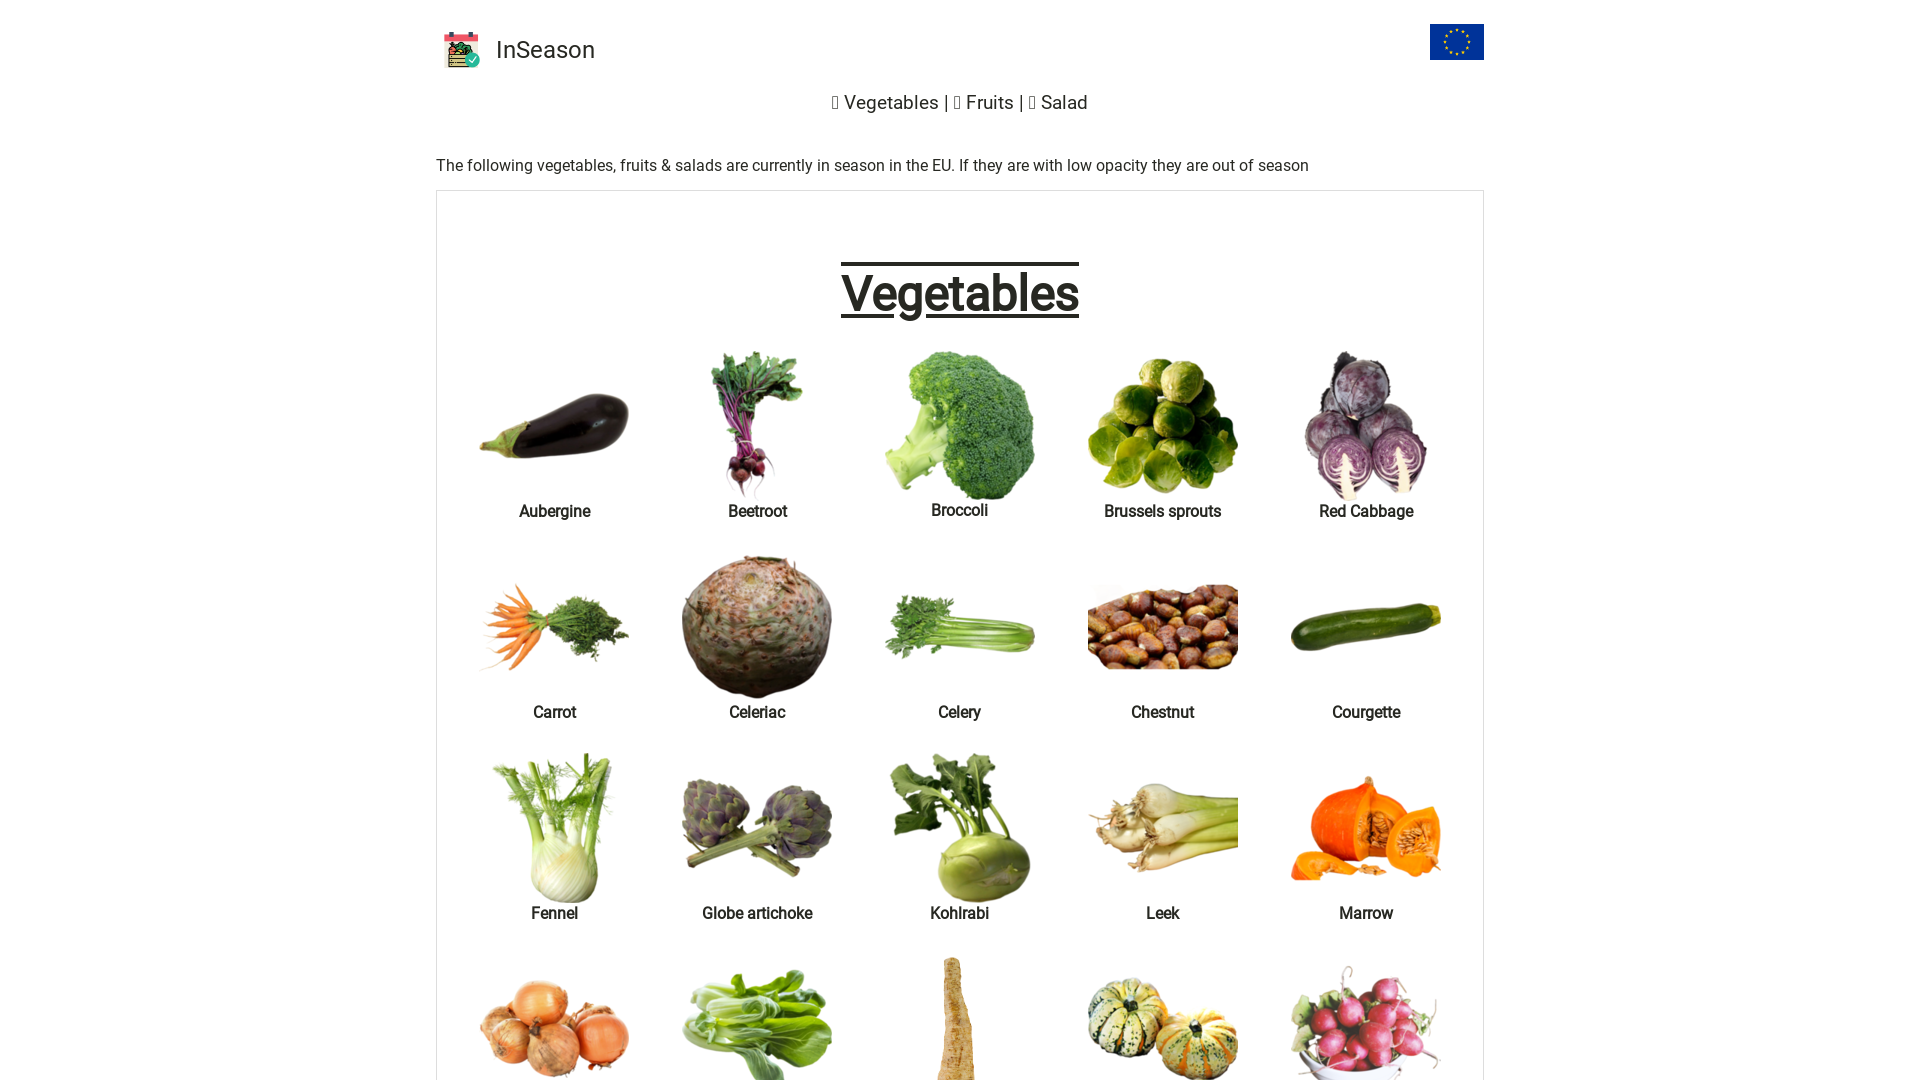 InSeason
Vegetables | Fruits | Salad
The following vegetables, fruits & salads are currently in season in the EU. If they are with low opacity they are out of season
Vegetables
Aubergine
Beetroot
Broccoli
Brussels sprouts
Red Cabbage
Carrot
Celeriac
Celery
Chestnut
Courgette
Fennel
Globe artichoke
Kohlrabi
Leek
Marrow